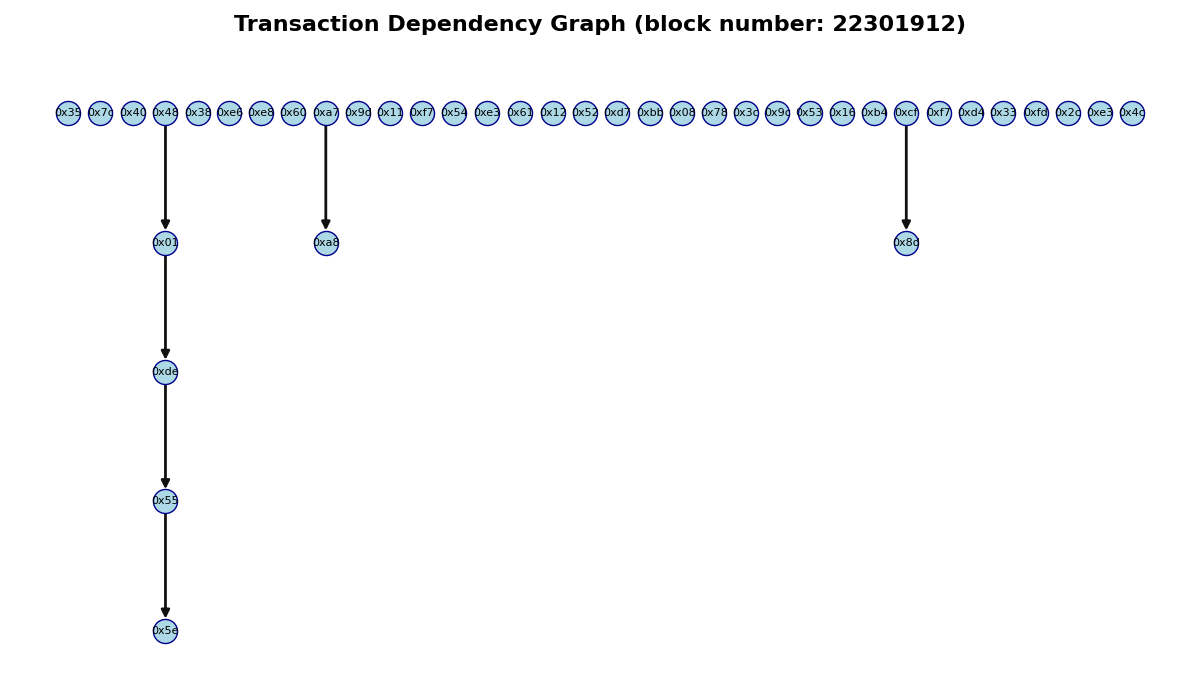 Transaction Dependency Graph (block number: 22301912)
0x35 0x7c 0x40 0x48 0x38 0xe6 0xe8 0x60 0xa7 0x9d 0x11 0xf7 0x54 0xe3 0x61 0x12 0x52 0xd7 0xbb 0x08 0x78 0x3c 0x9c 0x53 0x16 0xb4 0xcf 0xf7 0xd4 0x33 0xfd 0x2c 0xe3 0x4c
0x01 0xa8 0x8d
0xde
0x55
0x5e